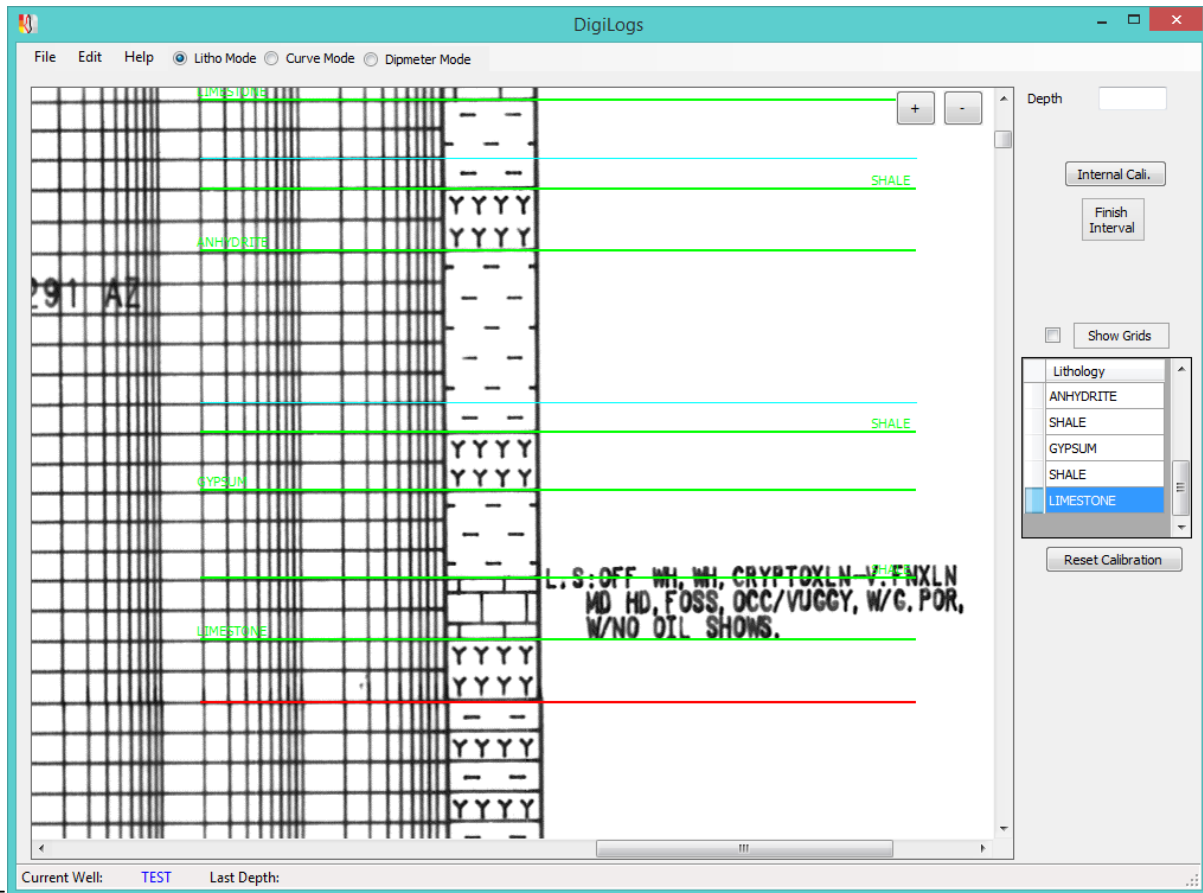 DigiLogs
File Edit Help Litho Mode Curve Mode Dipmeter Mode
LIMESTONE
+ -
Depth
Internal Cali.
SHALE
Finish
Interval
ANHYDRITE
291 AZ
Show Grids
Lithology
ANHYDRITE
SHALE
GYPSUM
SHALE
LIMESTONE
SHALE
GYPSUM
Reset Calibration
SHALE
L.S:OFF WH, WH, CRYPTOXLN-V.FNXLN
MD HD, FOSS, OCC/VUGGY, W/G. POR,
W/NO OIL SHOWS.
LIMESTONE
Current Well: TEST Last Depth: